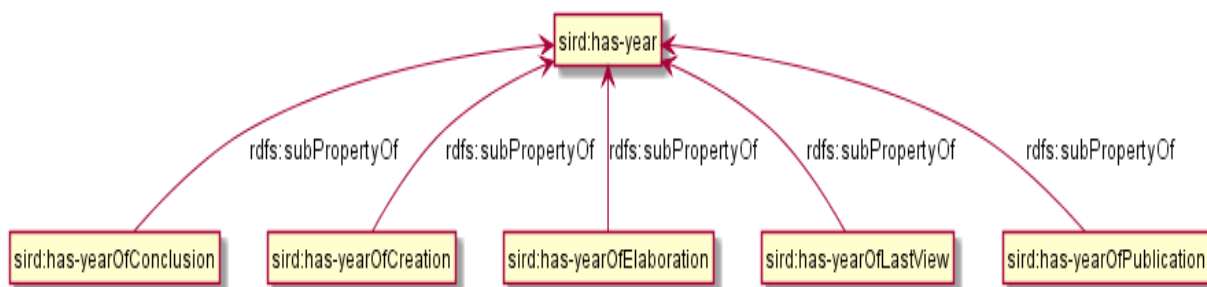 sird:has-year
rdfs:subPropertyOf rdfs:subPropertyOf rdfs:subPropertyOf rdfs:subPropertyOf rdfs:subPropertyOf
sird:has-yearOfConclusion sird:has-yearOfCreation sird:has-yearOfElaboration sird:has-yearOfLastView sird:has-yearOfPublication